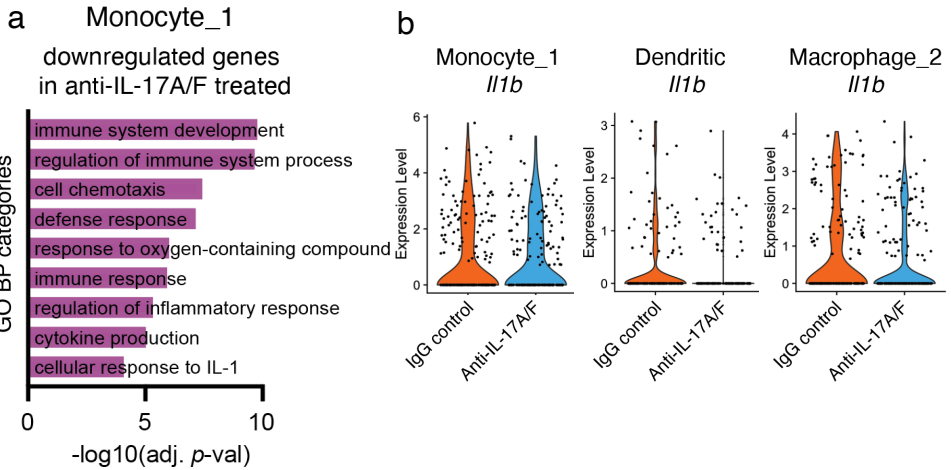 a
Monocyte_1
downregulated genes
in anti-IL-17A/F treated
GO BP categories
immune system development
regulation of immune system process
cell chemotaxis
defense response
response to oxygen-containing compound
immune response
regulation of inflammatory response
cytokine production
cellular response to IL-1
0 5 10
-log10(adj. p-val)
b
Monocyte_1
Il1b
Expression Level
6
4
2
0
IgG control
Anti-IL-17A/F
Dendritic
Il1b
Expression Level
3
2
1
0
IgG control
Anti-IL-17A/F
Macrophage_2
Il1b
Expression Level
4
3
2
1
0
IgG control
Anti-IL-17A/F